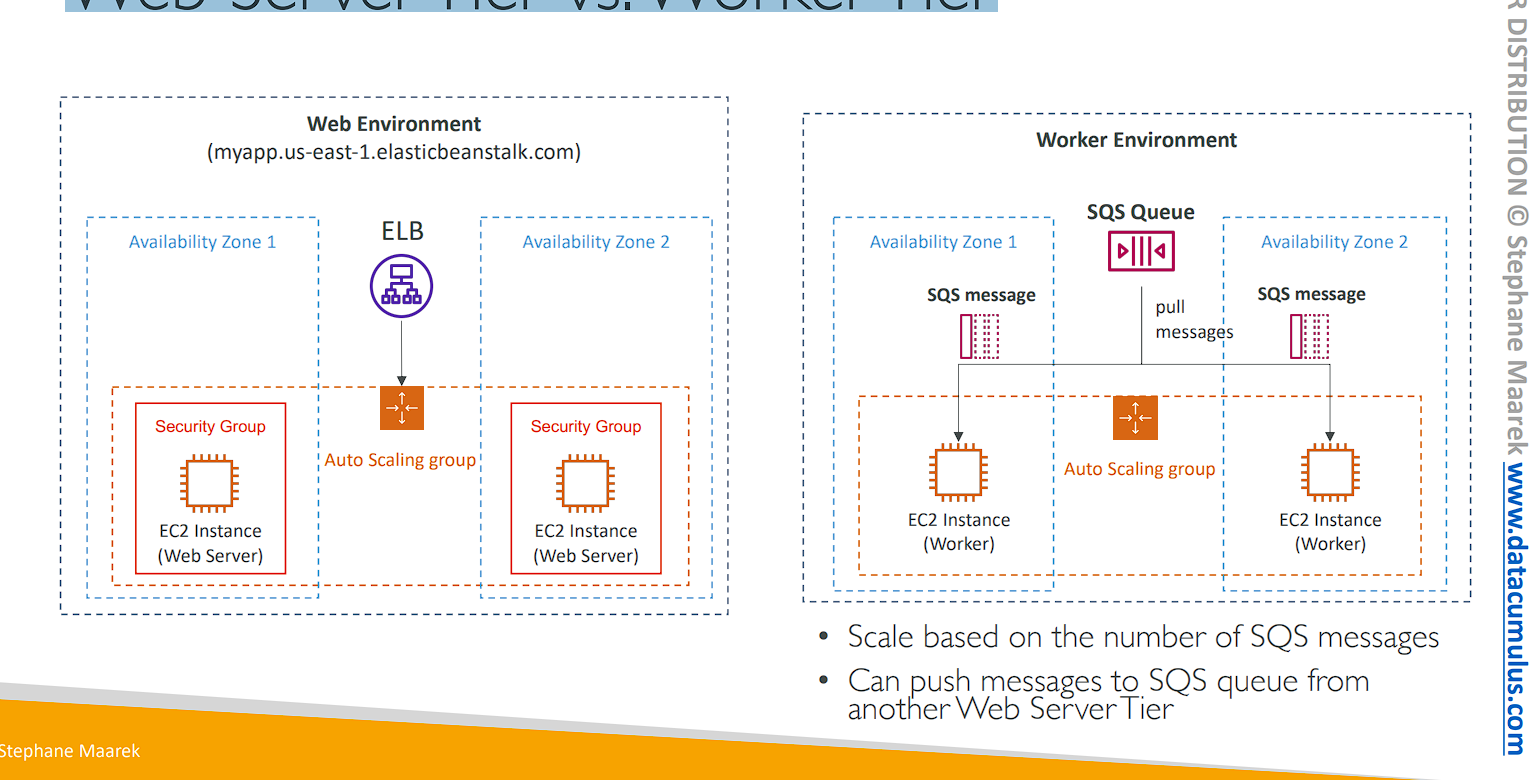 Web Server Tier vs. Worker Tier
Web Environment
(myapp.us-east-1.elasticbeanstalk.com)
Availability Zone 1
ELB
Availability Zone 2
Security Group
Auto Scaling group
Security Group
EC2 Instance
(Web Server)
EC2 Instance
(Web Server)
Worker Environment
SQS Queue
Availability Zone 1
Availability Zone 2
SQS message
SQS message
pull
messages
Auto Scaling group
EC2 Instance
(Worker)
EC2 Instance
(Worker)
• Scale based on the number of SQS messages
• Can push messages to SQS queue from
another Web Server Tier
Stephane Maarek
R DISTRIBUTION © Stephane Maarek www.datacumulus.com